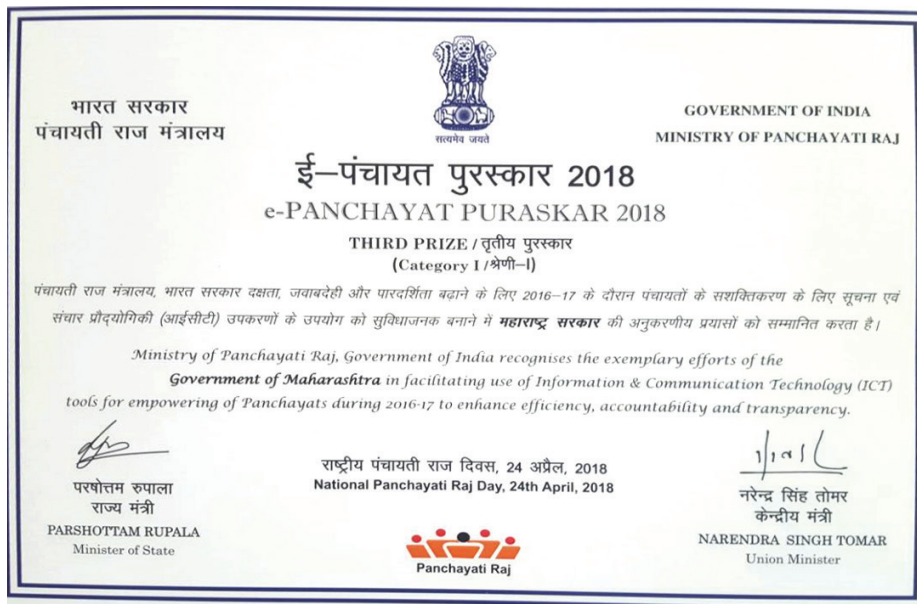 भारत सरकार
पंचायती राज मंत्रालय
सत्यमेव जयते
GOVERNMENT OF INDIA
MINISTRY OF PANCHAYATI RAJ
ई–पंचायत पुरस्कार 2018
e-PANCHAYAT PURASKAR 2018
THIRD PRIZE / तृतीय पुरस्कार
(Category I /श्रेणी–I)
पंचायती राज मंत्रालय, भारत सरकार दक्षता, जवाबदेही और पारदर्शिता बढ़ाने के लिए 2016–17 के दौरान पंचायतों के सशक्तिकरण के लिए सूचना एवं
संचार प्रौद्योगिकी (आईसीटी) उपकरणों के उपयोग को सुविधाजनक बनाने में महाराष्ट्र सरकार की अनुकरणीय प्रयासों को सम्मानित करता है।
Ministry of Panchayati Raj, Government of India recognises the exemplary efforts of the
Government of Maharashtra in facilitating use of Information & Communication Technology (ICT)
tools for empowering of Panchayats during 2016-17 to enhance efficiency, accountability and transparency.
परषोत्तम रुपाला
राज्य मंत्री
PARSHOTTAM RUPALA
Minister of State
राष्ट्रीय पंचायती राज दिवस, 24 अप्रैल, 2018
National Panchayati Raj Day, 24th April, 2018
Panchayati Raj
नरेन्द्र सिंह तोमर
केन्द्रीय मंत्री
NARENDRA SINGH TOMAR
Union Minister